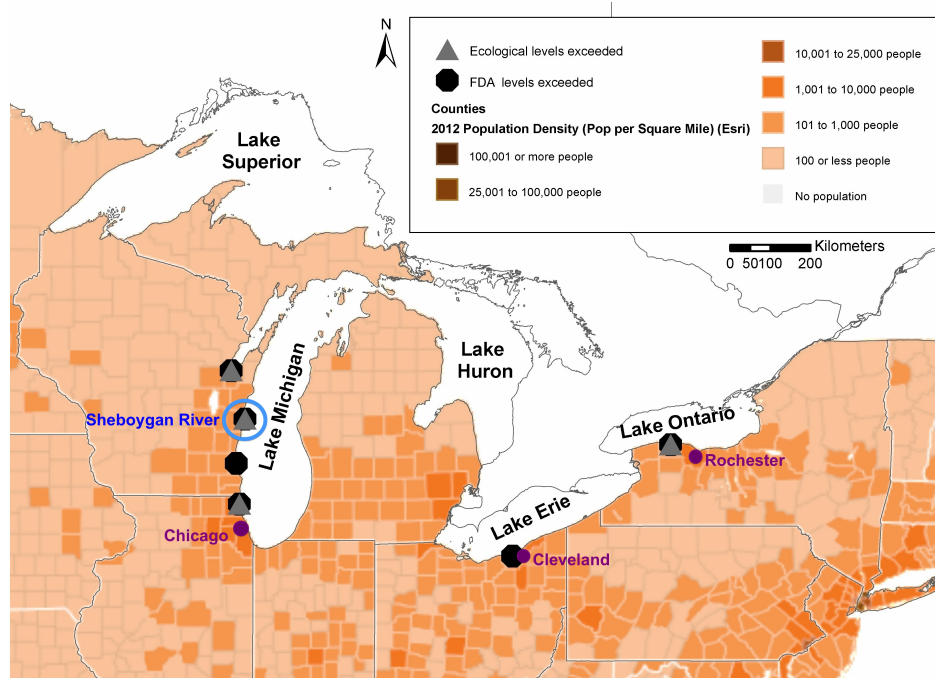 N
Ecological levels exceeded
FDA levels exceeded
Counties
2012 Population Density (Pop per Square Mile) (Esri)
100,001 or more people
25,001 to 100,000 people
10,001 to 25,000 people
1,001 to 10,000 people
101 to 1,000 people
100 or less people
No population
Kilometers
0 50100 200
Lake
Superior
Lake
Huron
Lake Michigan
Sheboygan River
Lake Ontario
Rochester
Lake Erie
Chicago
Cleveland